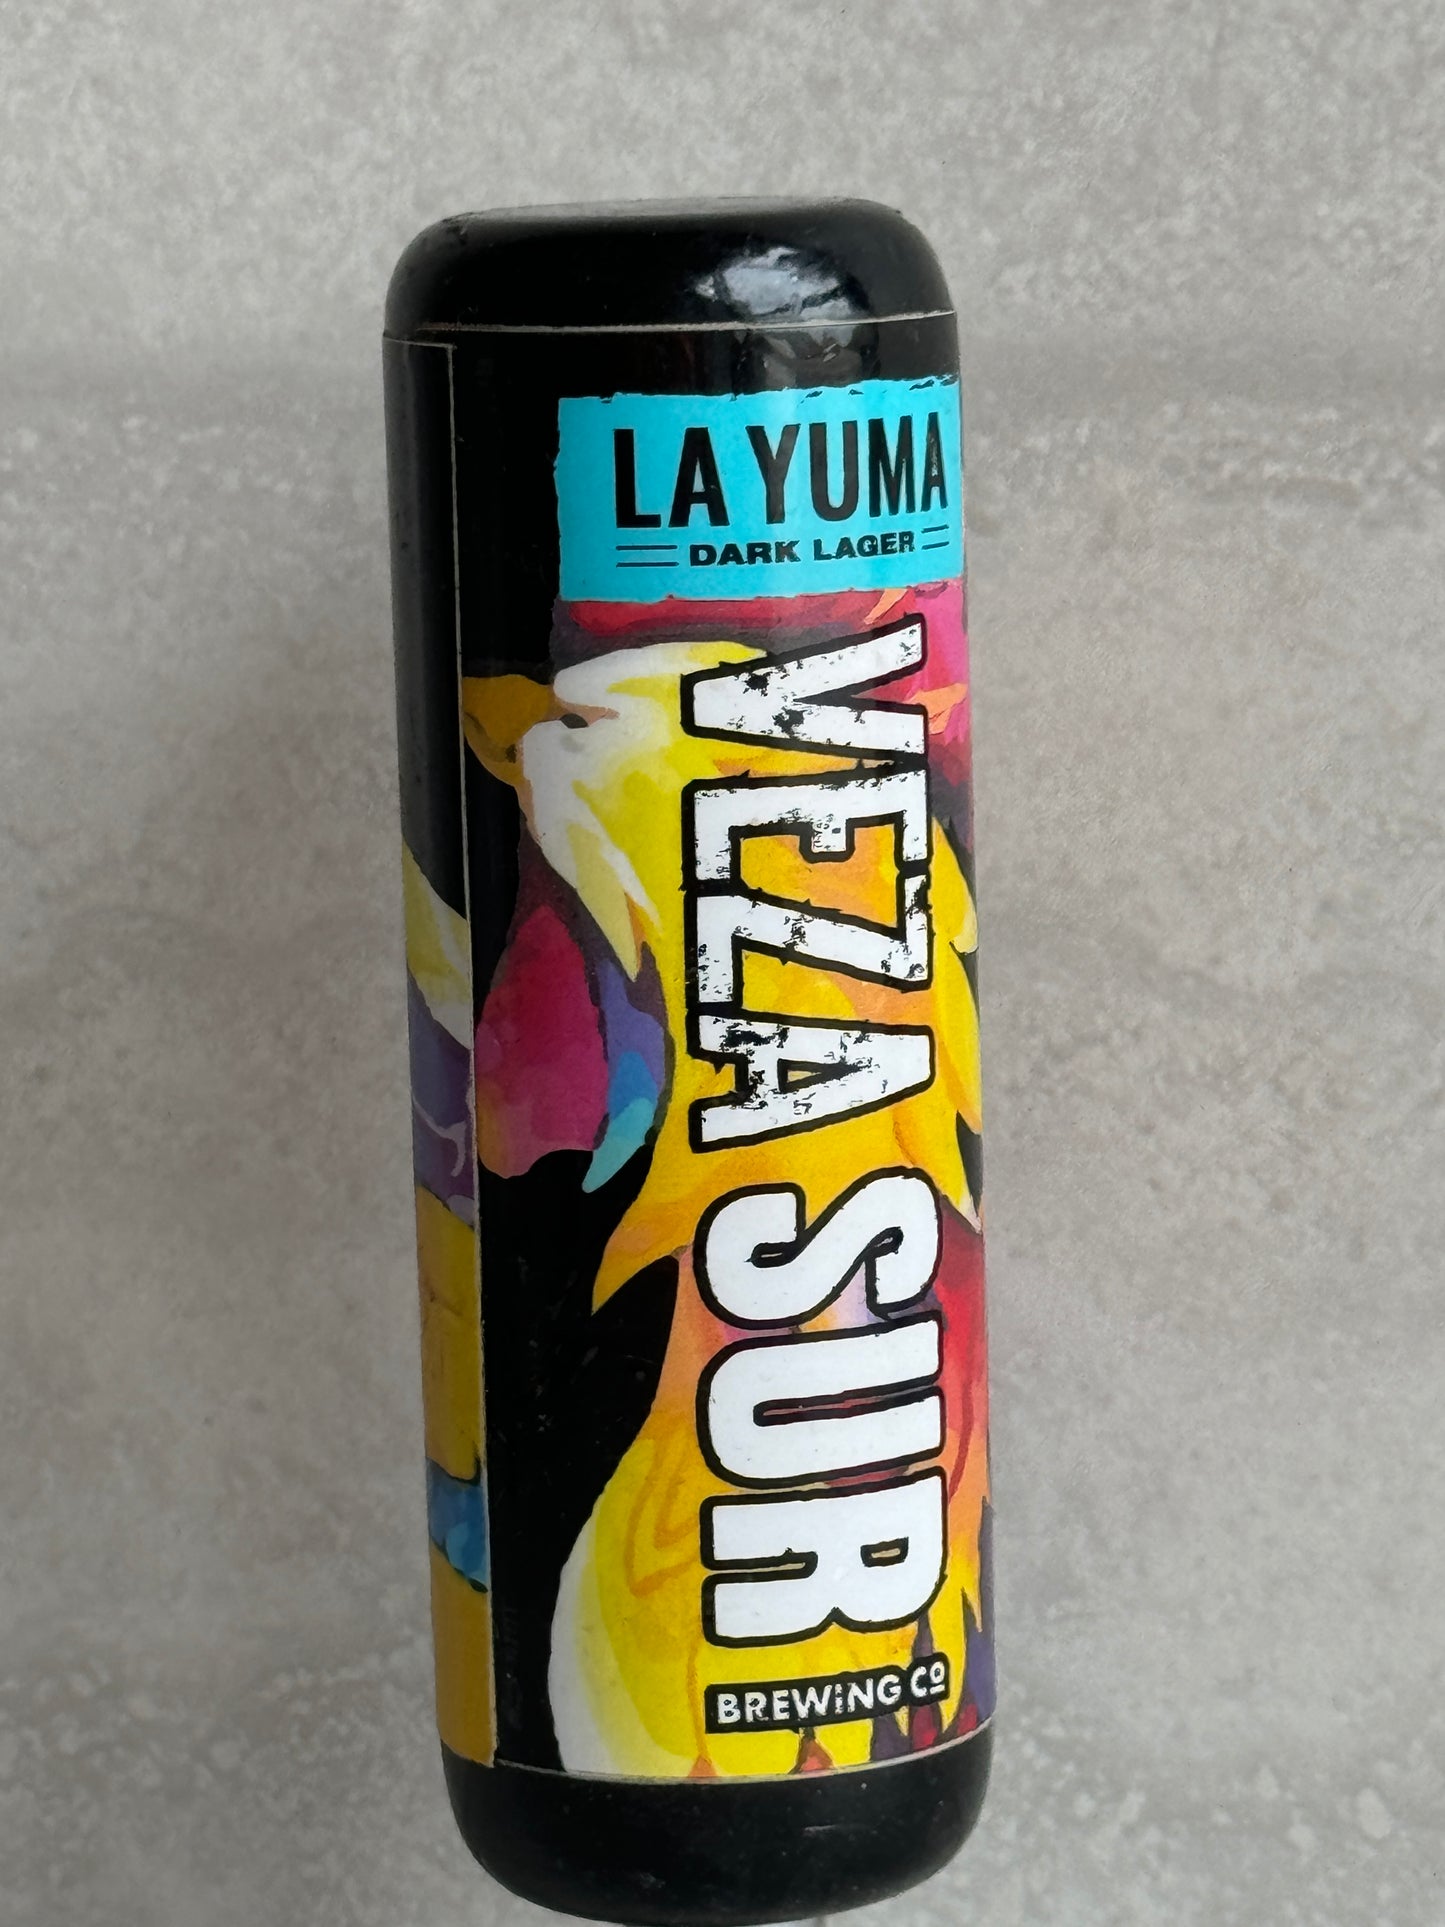 LA YUMA
DARK LAGER
VEZA SUR
BREWING Cº